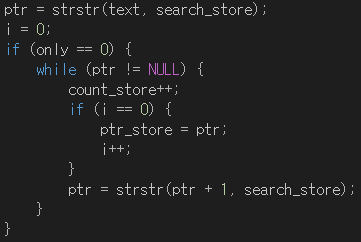 ptr = strstr(text, search_store);
i = 0;
if (only == 0) {
    while (ptr != NULL) {
        count_store++;
        if (i == 0) {
            ptr_store = ptr;
            i++;
        }
        ptr = strstr(ptr + 1, search_store);
    }
}